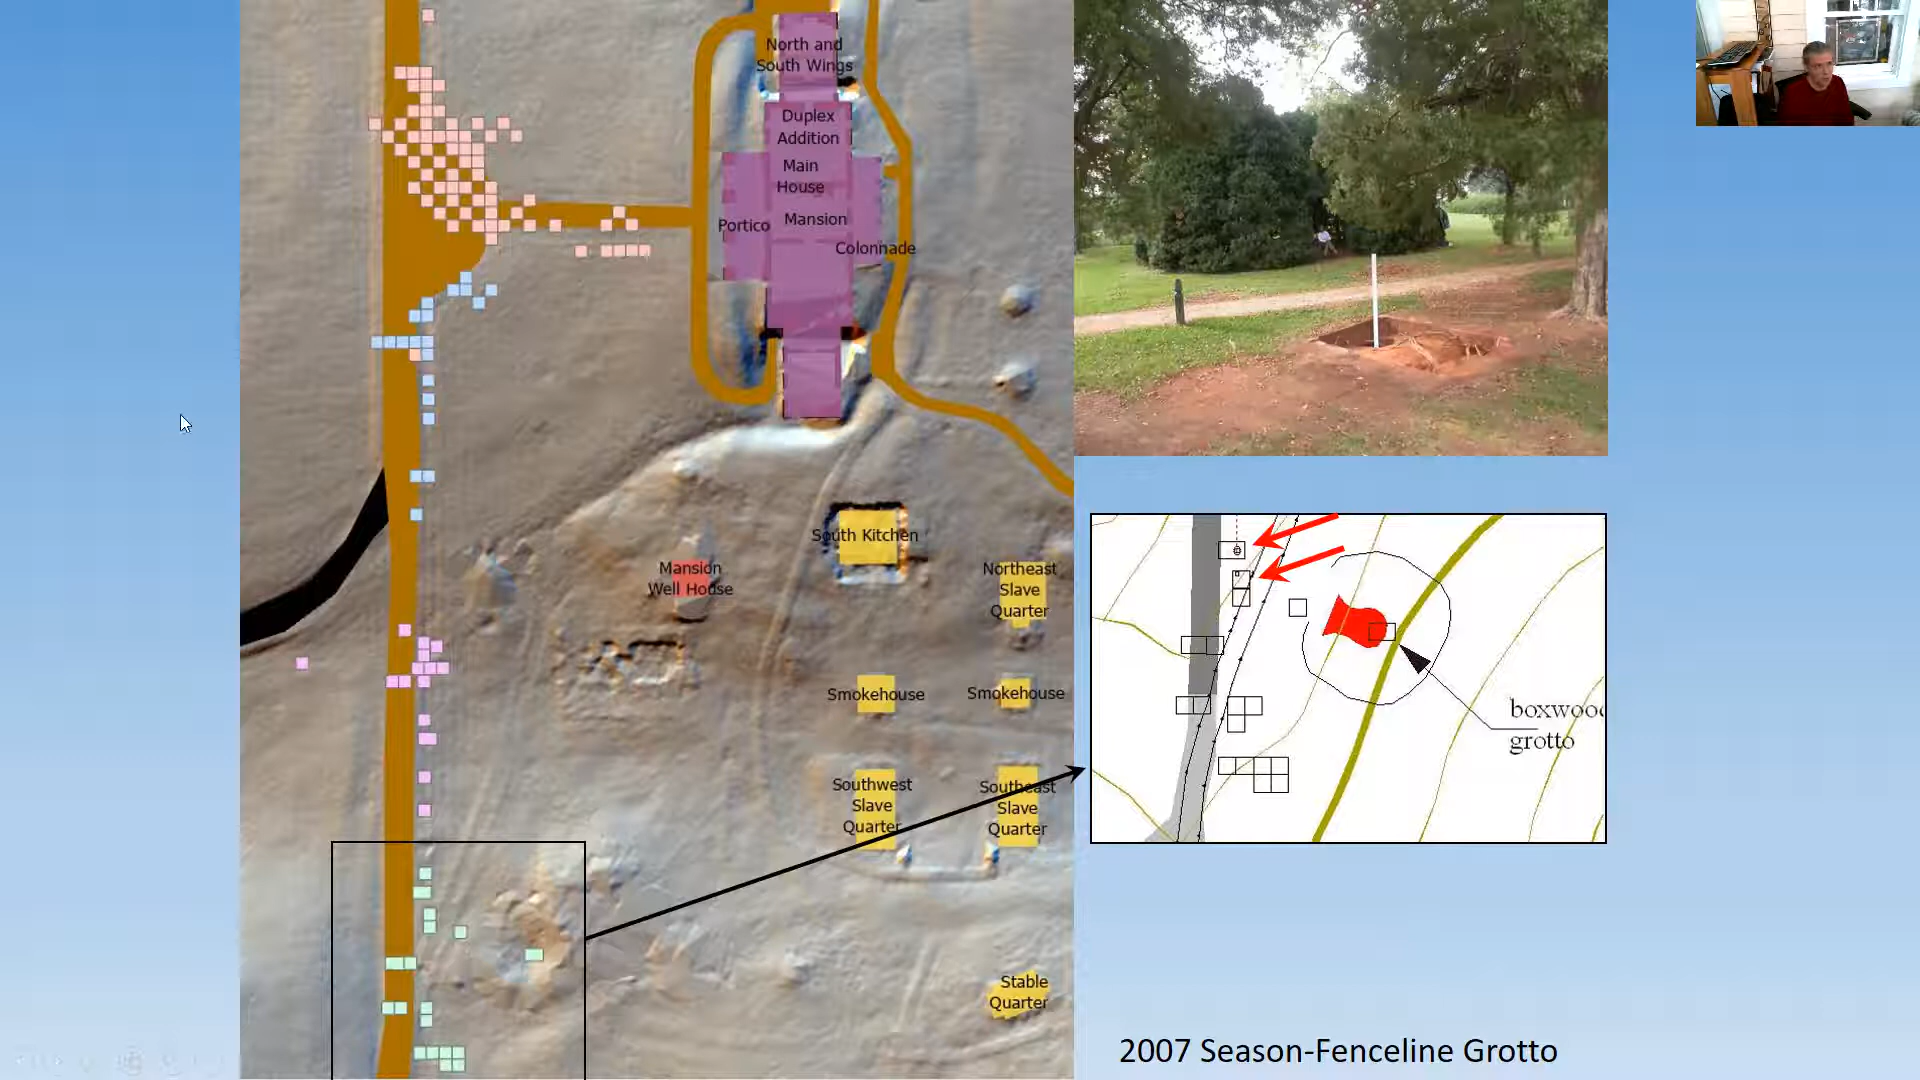 North and
South Wings
Duplex
Addition
Main
House
Mansion
Portico
Colonnade
South Kitchen
Mansion
Well House
Northeast
Slave
Quarter
Smokehouse
Smokehouse
Southwest
Slave
Quarter
Southeast
Slave
Quarter
Stable
Quarter
boxwood
grotto
2007 Season-Fenceline Grotto